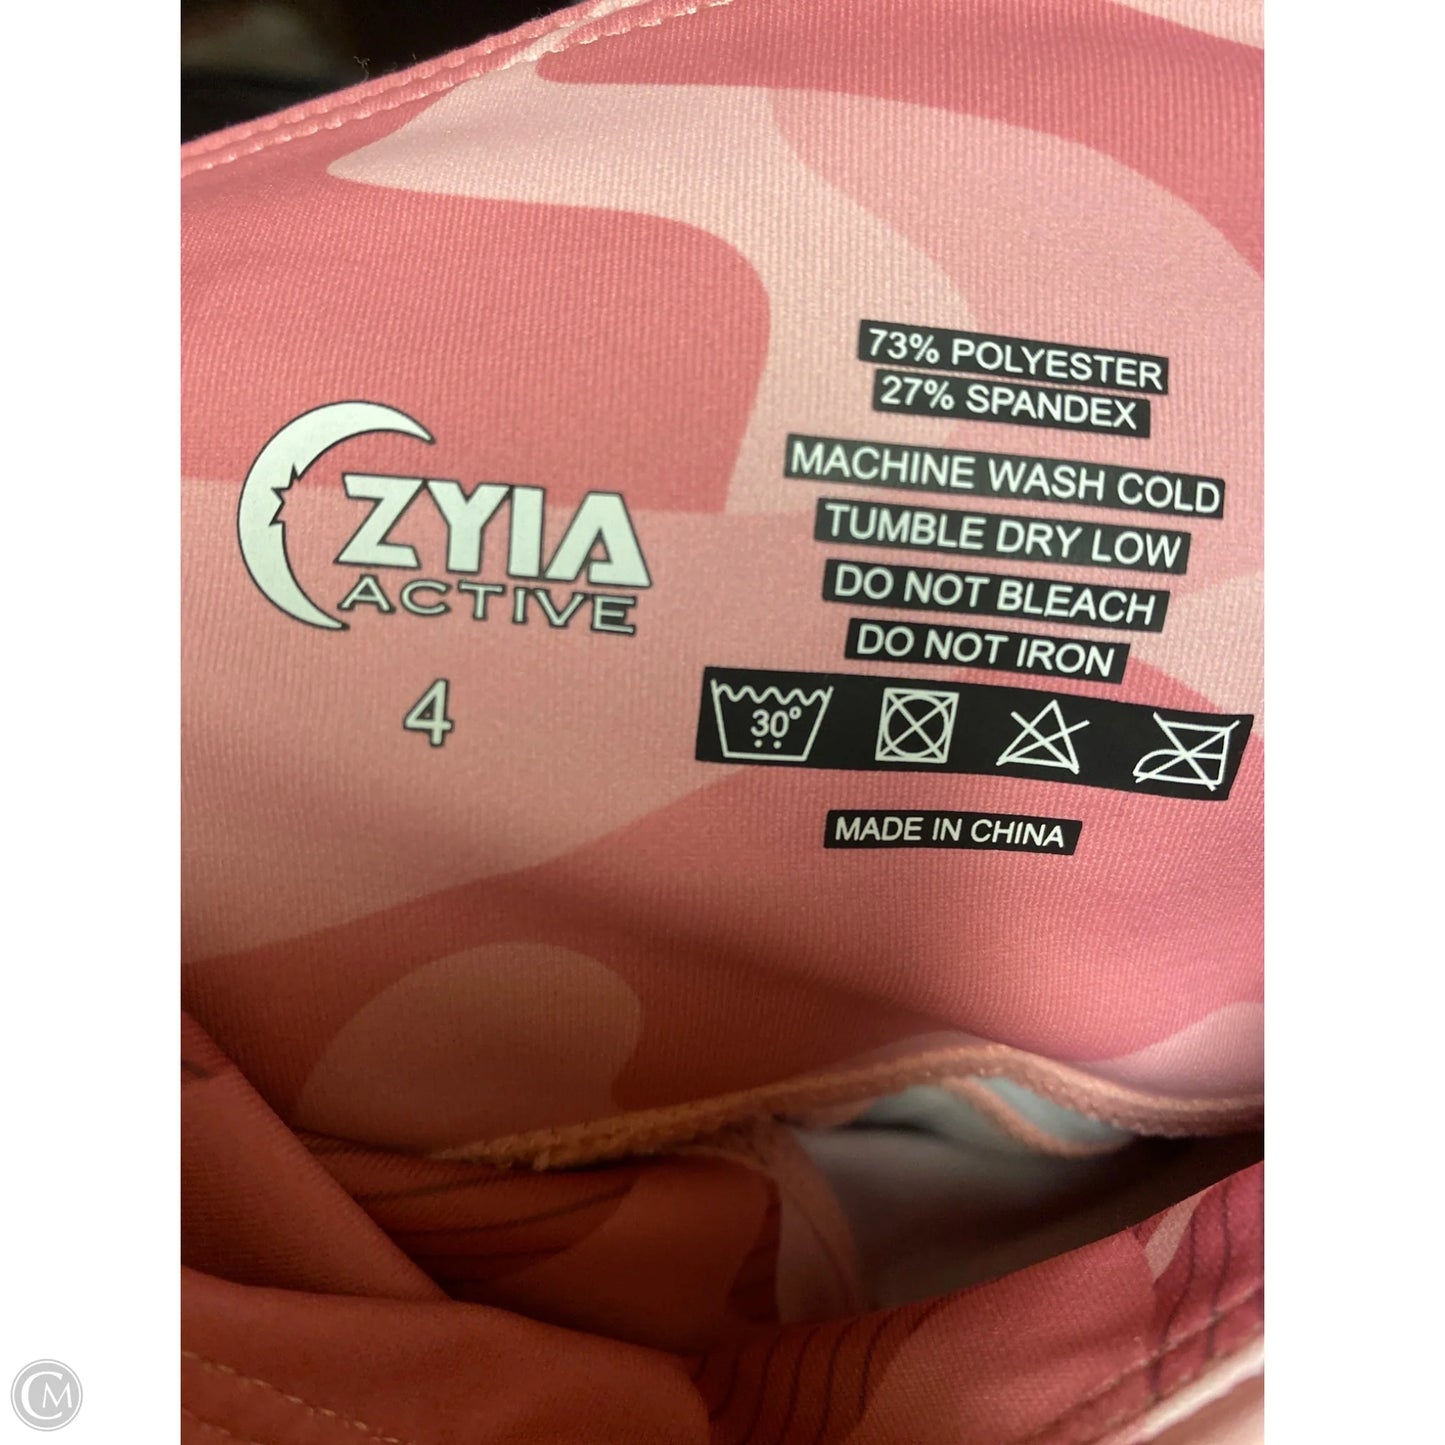 ZYIA
ACTIVE
4
73% POLYESTER
27% SPANDEX
MACHINE WASH COLD
TUMBLE DRY LOW
DO NOT BLEACH
DO NOT IRON
30°
MADE IN CHINA
CM